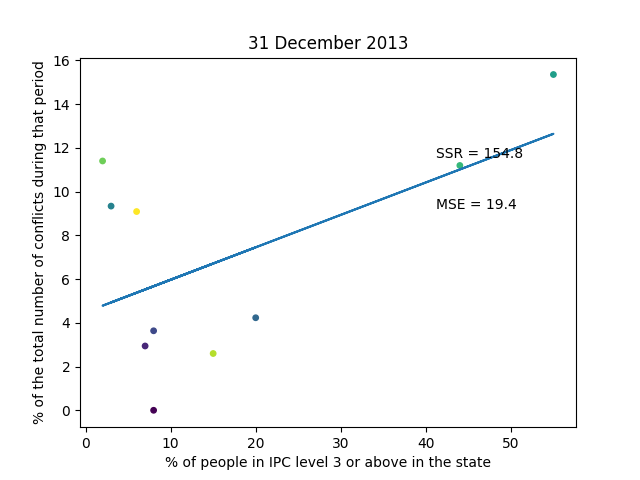 31 December 2013
% of the total number of conflicts during that period
16
14
12
10
8
6
4
2
0
SSR = 154.8
MSE = 19.4
0 10 20 30 40 50
% of people in IPC level 3 or above in the state